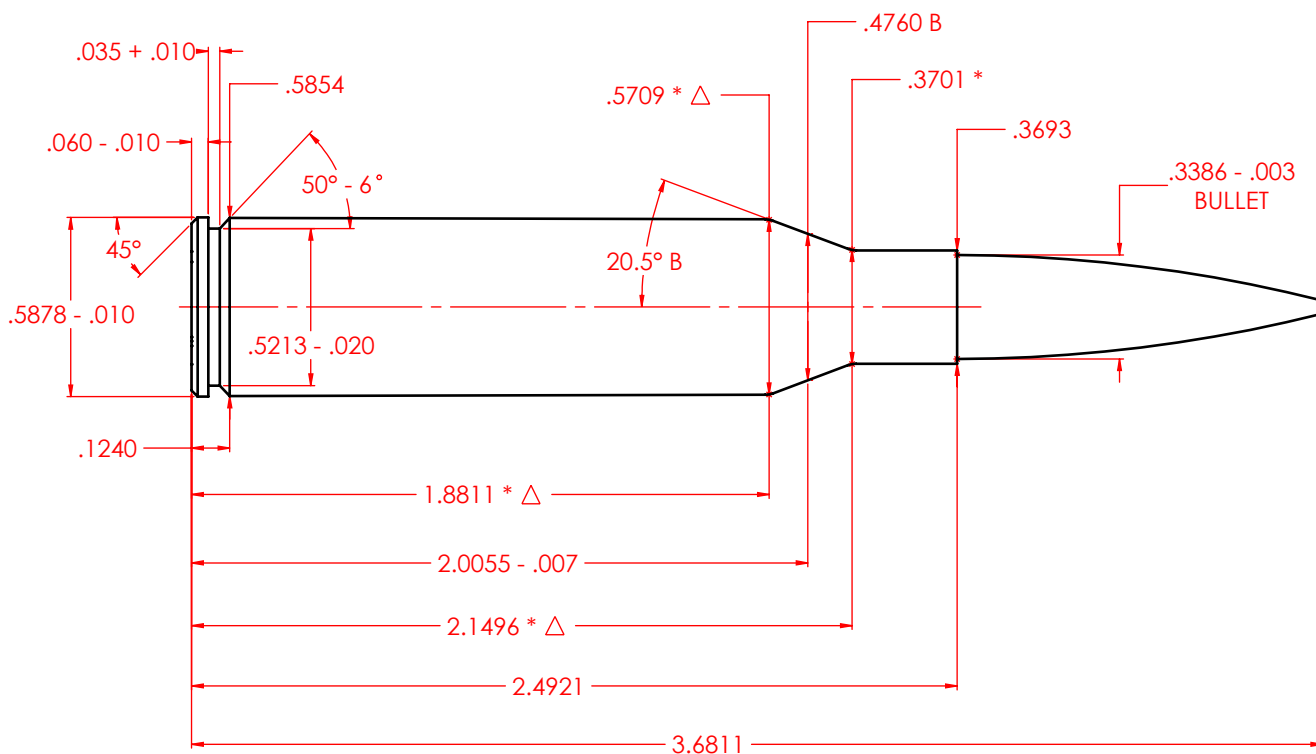 .4760 B
.035 + .010
.5854
.3701 *
.5709 * △
.3693
.060 - .010
50° - 6°
.3386 - .003
BULLET
45°
20.5° B
.5878 - .010
.5213 - .020
.1240
1.8811 * △
2.0055 - .007
2.1496 * △
2.4921
3.6811